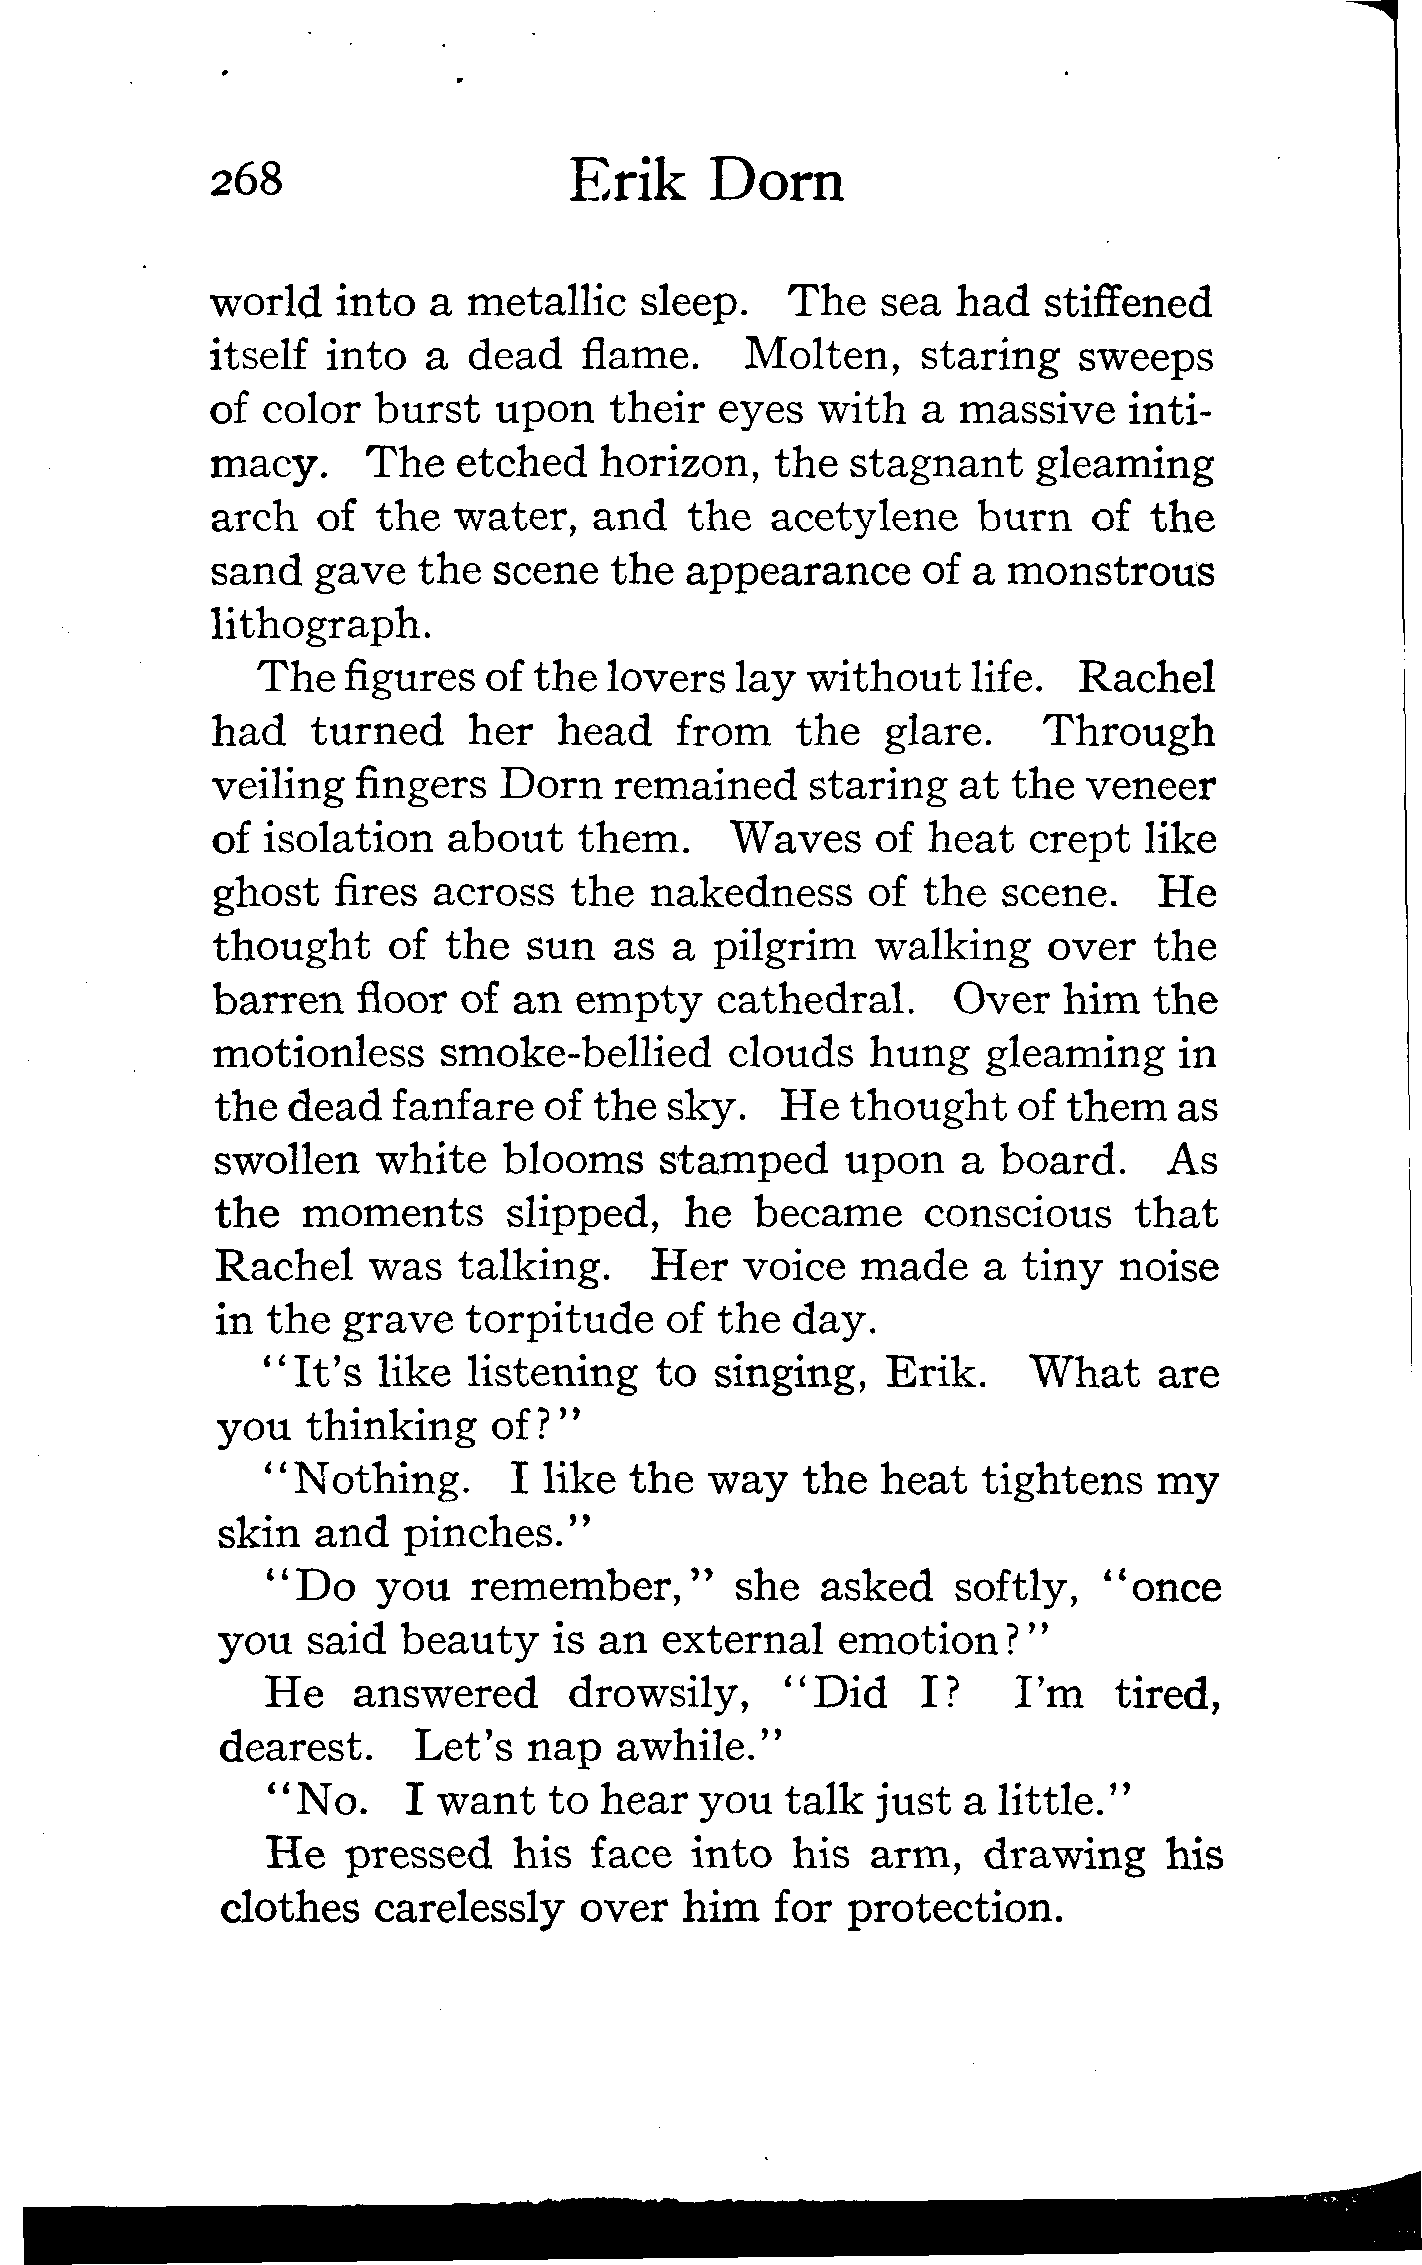 268 Erik Dorn
world into a metallic sleep. The sea had stiffened
itself into a dead flame. Molten, staring sweeps
of color burst upon their eyes with a massive inti-
macy. The etched horizon, the stagnant gleaming
arch of the water, and the acetylene burn of the
sand gave the scene the appearance of a monstrous
lithograph.
The figures of the lovers lay without life. Rachel
had turned her head from the glare. Through
veiling fingers Dorn remained staring at the veneer
of isolation about them. Waves of heat crept like
ghost fires across the nakedness of the scene. He
thought of the sun as a pilgrim walking over the
barren floor of an empty cathedral. Over him the
motionless smoke-bellied clouds hung gleaming in
the dead fanfare of the sky. He thought of them as
swollen white blooms stamped upon a board. As
the moments slipped, he became conscious that
Rachel was talking. Her voice made a tiny noise
in the grave torpitude of the day.
"It's like listening to singing, Erik. What are
you thinking of?"
"Nothing. I like the way the heat tightens my
skin and pinches."
"Do you remember," she asked softly, "once
you said beauty is an external emotion?"
He answered drowsily, "Did I? I'm tired,
dearest. Let's nap awhile."
"No. I want to hear you talk just a little."
He pressed his face into his arm, drawing his
clothes carelessly over him for protection.